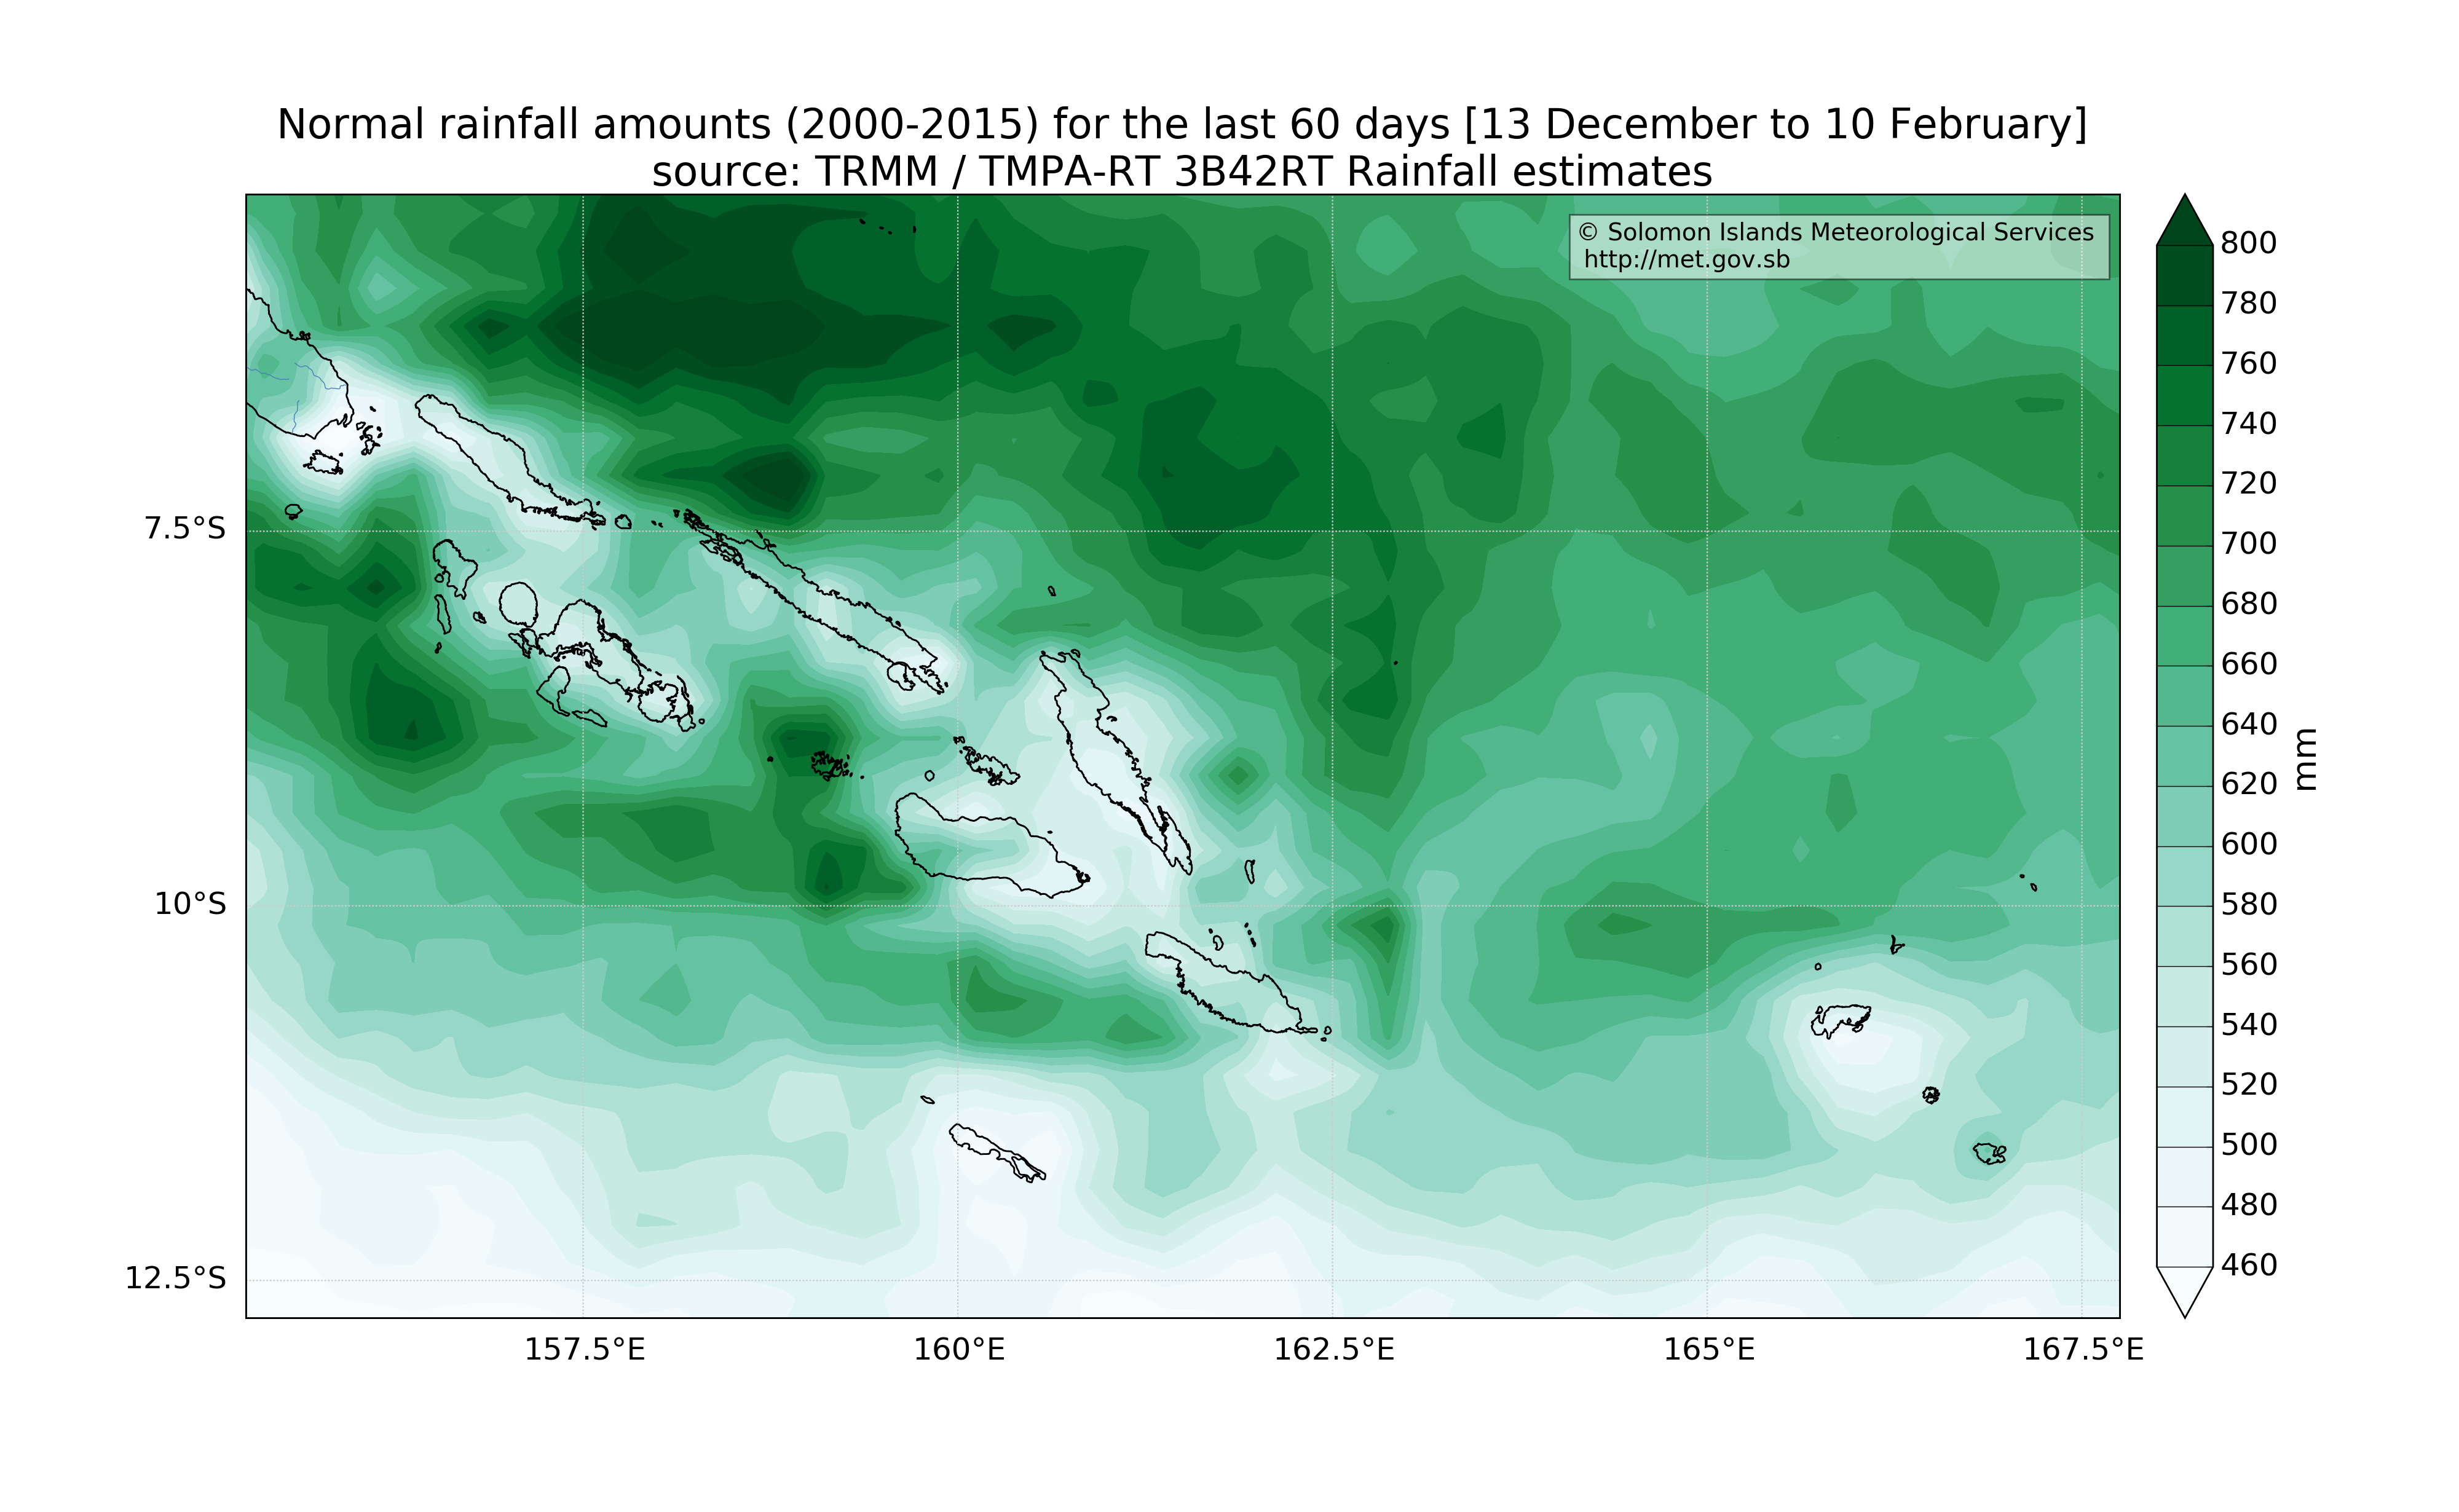 Normal rainfall amounts (2000-2015) for the last 60 days [13 December to 10 February]
source: TRMM / TMPA-RT 3B42RT Rainfall estimates
© Solomon Islands Meteorological Services
http://met.gov.sb
7.5°S
10°S
12.5°S
157.5°E
160°E
162.5°E
165°E
167.5°E
800
780
760
740
720
700
680
660
640
620
600
580
560
540
520
500
480
460
mm